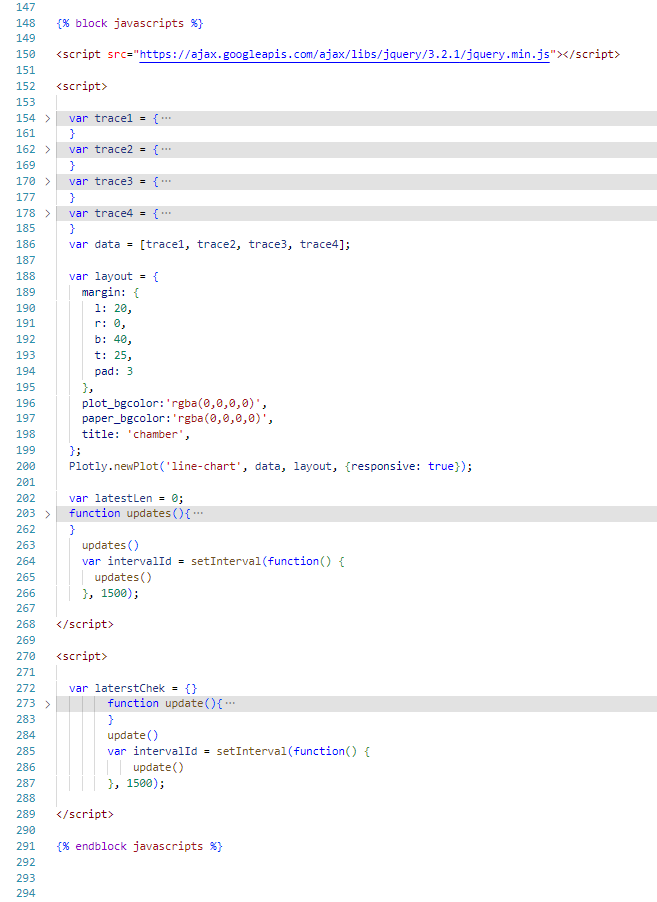 147
148 {% block javascripts %}
149
150 <script src="https://ajax.googleapis.com/ajax/libs/jquery/3.2.1/jquery.min.js"></script>
151
152 <script>
153
154 > var trace1 = {···
161 }
162 > var trace2 = {···
169 }
170 > var trace3 = {···
177 }
178 > var trace4 = {···
185 }
186 var data = [trace1, trace2, trace3, trace4];
187
188 var layout = {
189 margin: {
190 l: 20,
191 r: 0,
192 b: 40,
193 t: 25,
194 pad: 3
195 },
196 plot_bgcolor:'rgba(0,0,0,0)',
197 paper_bgcolor:'rgba(0,0,0,0)',
198 title: 'chamber',
199 };
200 Plotly.newPlot('line-chart', data, layout, {responsive: true});
201
202 var latestLen = 0;
203 > function updates(){···
262 }
263 updates()
264 var intervalId = setInterval(function() {
265 updates()
266 }, 1500);
267
268 </script>
269
270 <script>
271
272 var laterstChek = {}
273 > function update(){···
283 }
284 update()
285 var intervalId = setInterval(function() {
286 update()
287 }, 1500);
288
289 </script>
290
291 {% endblock javascripts %}
292
293
294